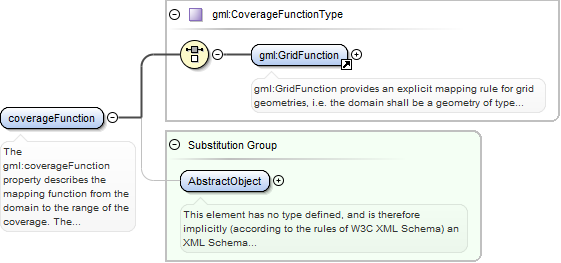 gml:CoverageFunctionType
gml:GridFunction
gml:GridFunction provides an explicit mapping rule for grid
geometries, i.e. the domain shall be a geometry of type...
coverageFunction
The
gml:coverageFunction
property describes the
mapping function from the
domain to the range of the
coverage. The...
Substitution Group
AbstractObject
This element has no type defined, and is therefore
implicitly (according to the rules of W3C XML Schema) an
XML Schema...